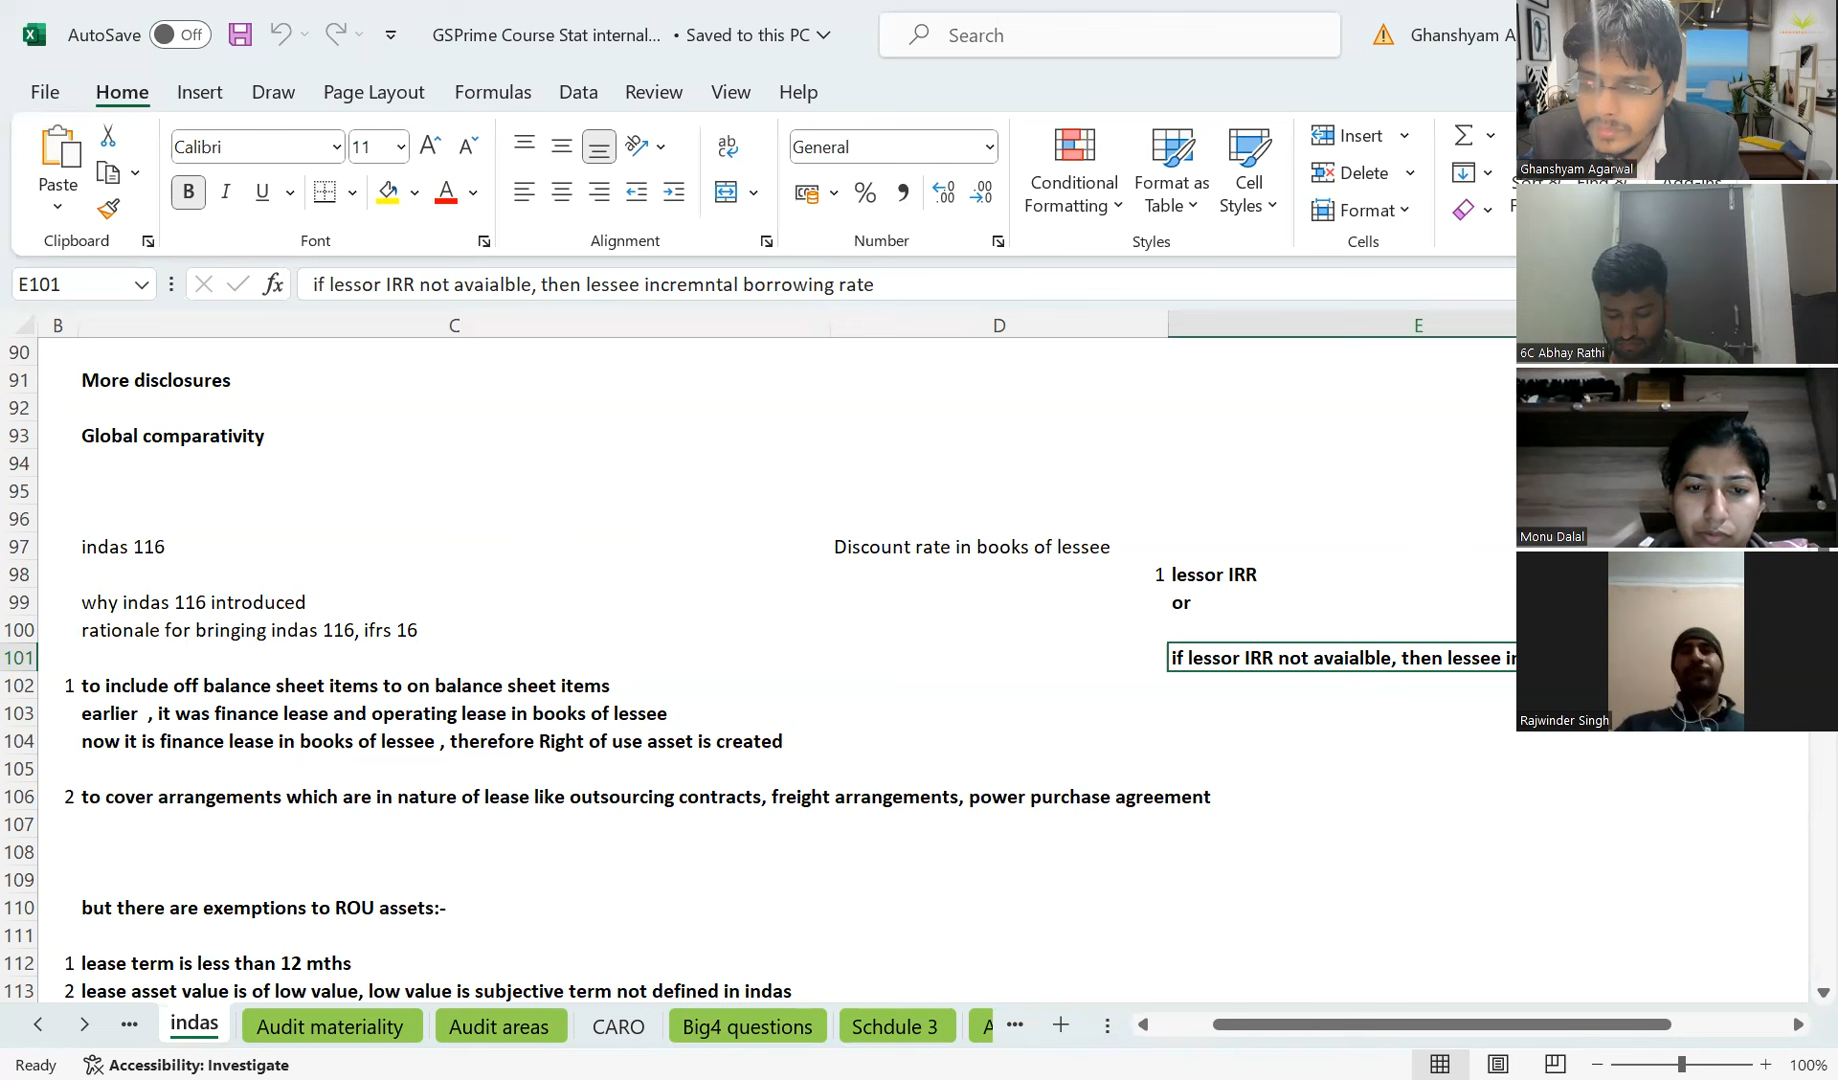 AutoSave Off GSPrime Course Stat internal... • Saved to this PC Search Ghanshyam A
File Home Insert Draw Page Layout Formulas Data Review View Help
Paste Calibri 11 General Conditional Formatting Format as Table Cell Styles Insert Delete Format
B I U
Clipboard Font Alignment Number Styles Cells
E101 fx if lessor IRR not avaialble, then lessee incremntal borrowing rate
B C D E
90
91 More disclosures
92
93 Global comparativity
94
95
96
97 indas 116 Discount rate in books of lessee
98 1 lessor IRR
99 why indas 116 introduced or
100 rationale for bringing indas 116, ifrs 16
101 if lessor IRR not avaialble, then lessee
102 1 to include off balance sheet items to on balance sheet items
103 earlier , it was finance lease and operating lease in books of lessee
104 now it is finance lease in books of lessee , therefore Right of use asset is created
105
106 2 to cover arrangements which are in nature of lease like outsourcing contracts, freight arrangements, power purchase agreement
107
108
109
110 but there are exemptions to ROU assets:-
111
112 1 lease term is less than 12 mths
113 2 lease asset value is of low value, low value is subjective term not defined in indas
indas Audit materiality Audit areas CARO Big4 questions Schdule 3 A
Ready Accessibility: Investigate 100%
Ghanshyam Agarwal
6C Abhay Rathi
Monu Dalal
Rajwinder Singh